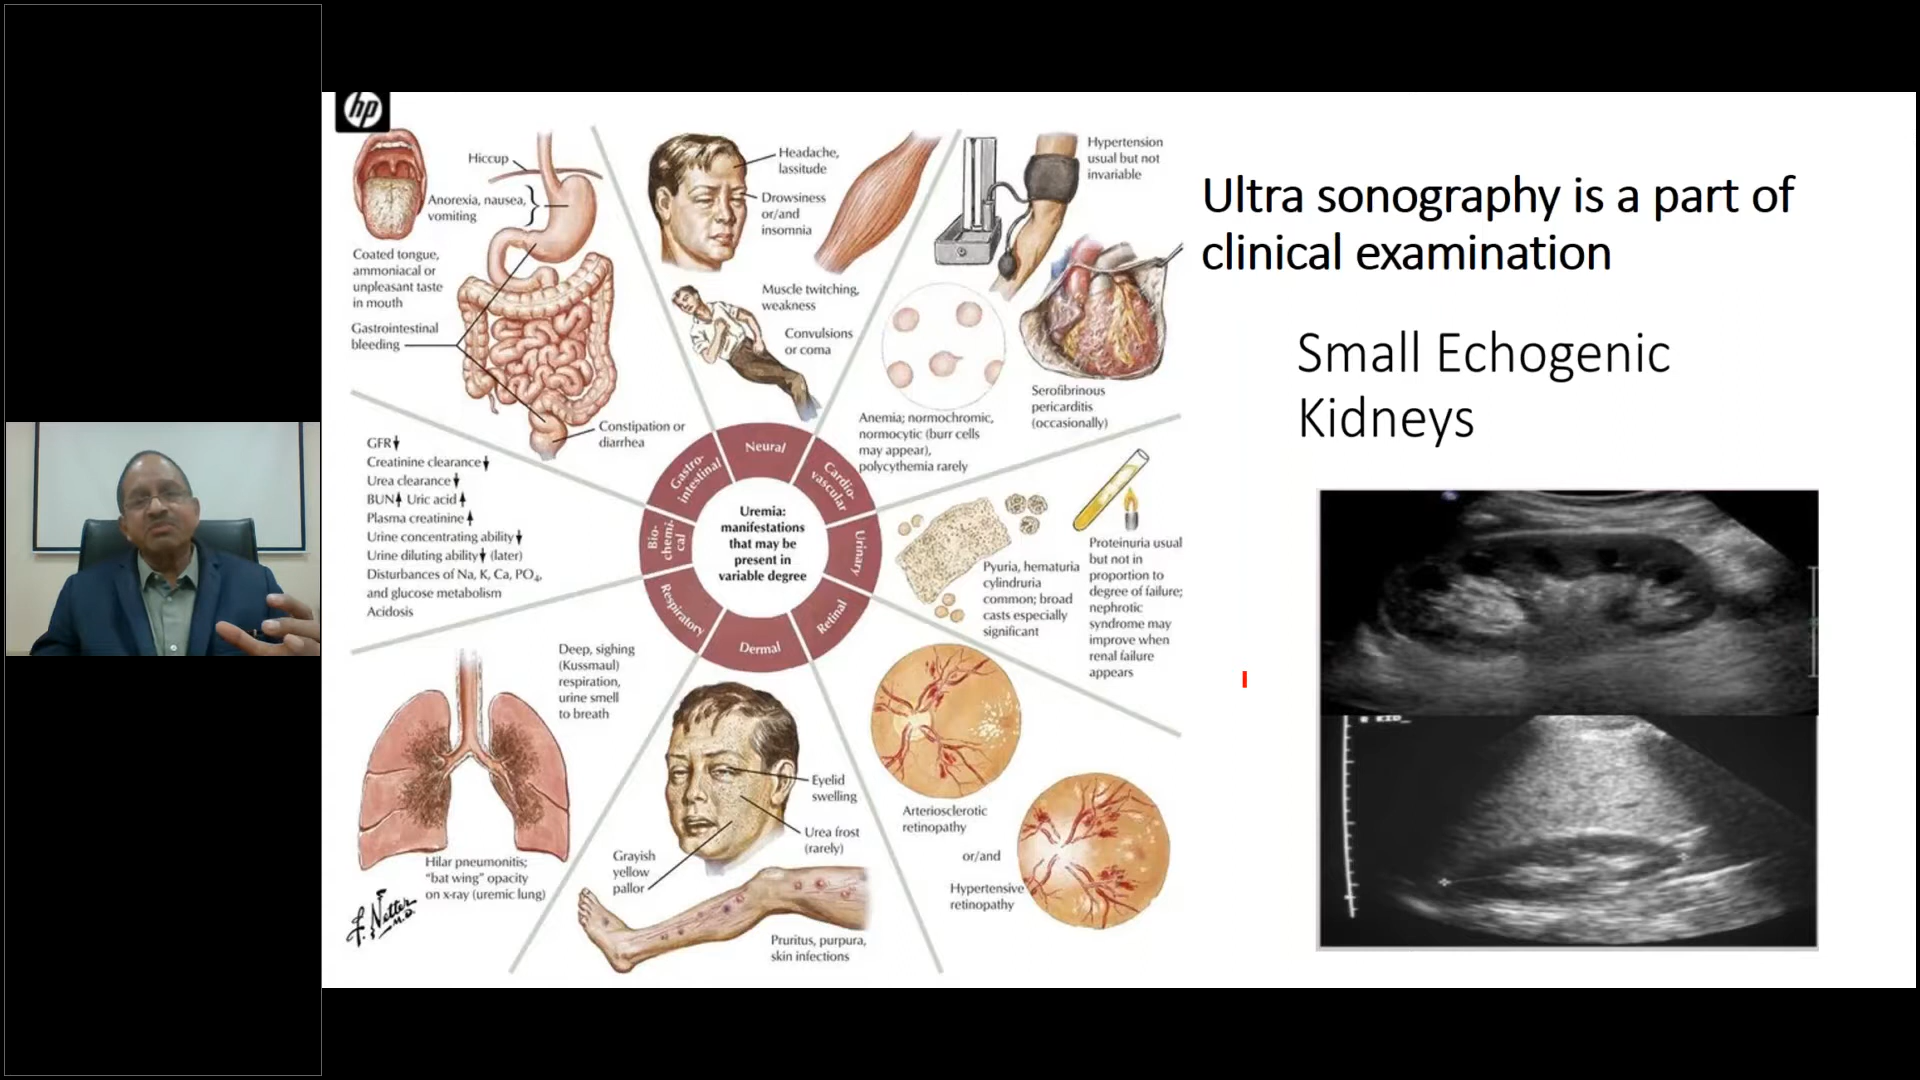 hp
Hiccup
Anorexia, nausea,
vomiting
Coated tongue,
ammoniacal or
unpleasant taste
in mouth
Gastrointestinal
bleeding
Constipation or
diarrhea
Headache,
lassitude
Drowsiness
or/and
insomnia
Muscle twitching,
weakness
Convulsions
or coma
Hypertension
usual but not
invariable
Serofibrinous
pericarditis
(occasionally)
Anemia; normochromic,
normocytic (burr cells
may appear),
polycythemia rarely
Ultra sonography is a part of
clinical examination
Small Echogenic
Kidneys
GFR↓
Creatinine clearance↓
Urea clearance↓
BUN↑ Uric acid↑
Plasma creatinine↑
Urine concentrating ability↓
Urine diluting ability↓ (later)
Disturbances of Na, K, Ca, PO₄,
and glucose metabolism
Acidosis
Gastro-
intestinal
Neural
Cardio-
vascular
Urinary
Retinal
Dermal
Respiratory
Bio-
chemi-
cal
Uremia:
manifestations
that may be
present in
variable degree
Pyuria, hematuria
cylindruria
common; broad
casts especially
significant
Proteinuria usual
but not in
proportion to
degree of failure;
nephrotic
syndrome may
improve when
renal failure
appears
Deep, sighing
(Kussmaul)
respiration,
urine smell
to breath
Hilar pneumonitis;
"bat wing" opacity
on x-ray (uremic lung)
F. Netter
M.D.
Eyelid
swelling
Urea frost
(rarely)
Grayish
yellow
pallor
Pruritus, purpura,
skin infections
Arteriosclerotic
retinopathy
or/and
Hypertensive
retinopathy